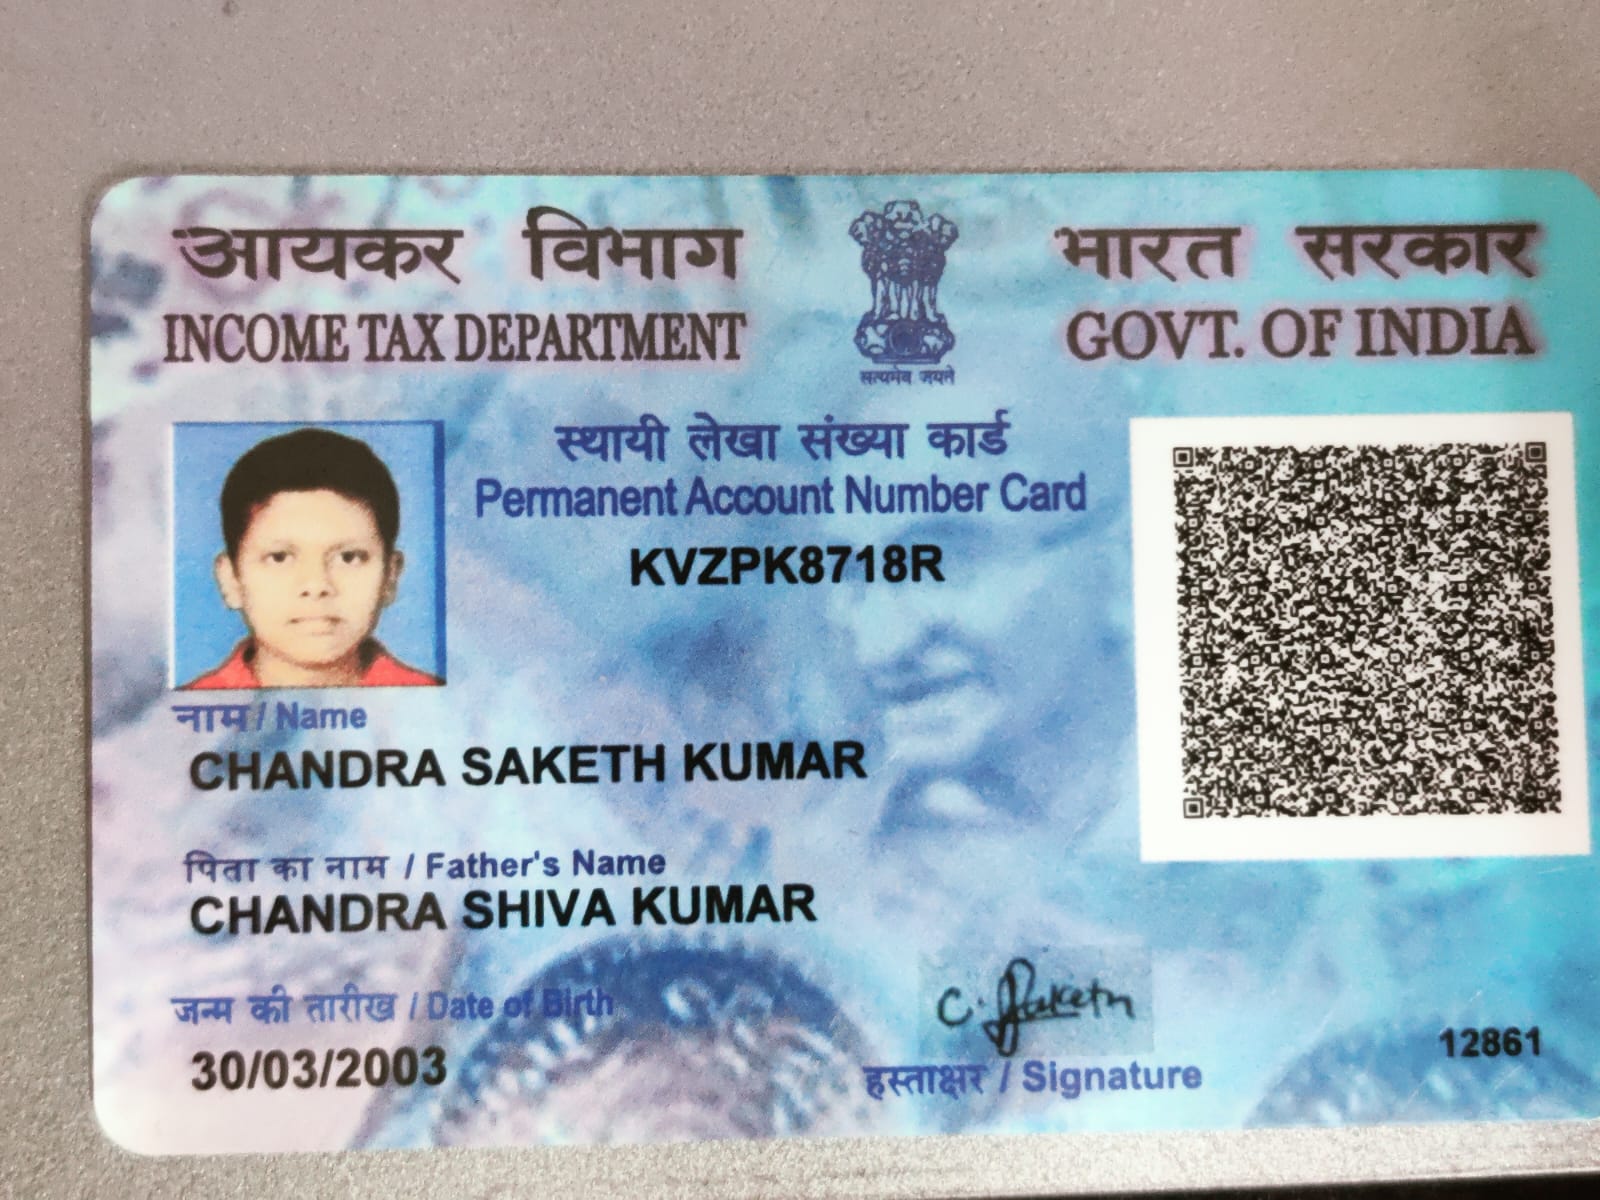 आयकर विभाग
INCOME TAX DEPARTMENT
भारत सरकार
GOVT. OF INDIA
सत्यमेव जयते
स्थायी लेखा संख्या कार्ड
Permanent Account Number Card
KVZPK8718R
नाम / Name
CHANDRA SAKETH KUMAR
पिता का नाम / Father's Name
CHANDRA SHIVA KUMAR
जन्म की तारीख / Date of Birth
30/03/2003
C. Saketh
हस्ताक्षर / Signature
12861